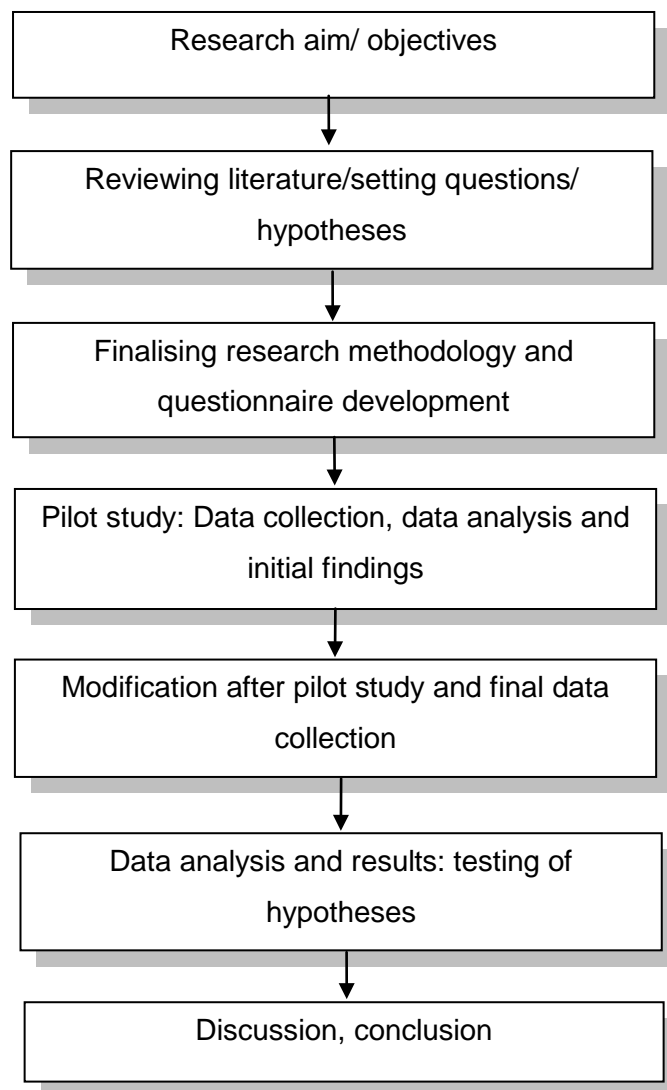 Research aim/ objectives
Reviewing literature/setting questions/
hypotheses
Finalising research methodology and
questionnaire development
Pilot study: Data collection, data analysis and
initial findings
Modification after pilot study and final data
collection
Data analysis and results: testing of
hypotheses
Discussion, conclusion